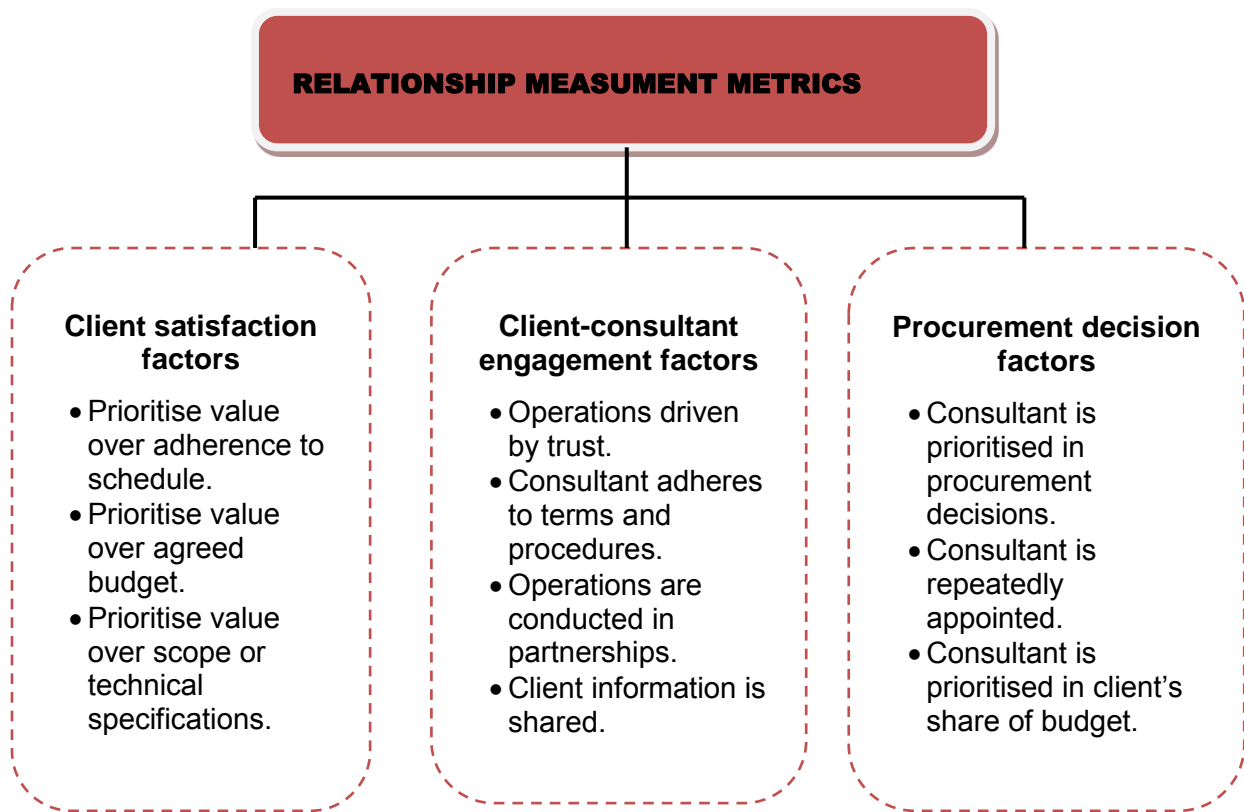 RELATIONSHIP MEASUMENT METRICS
Client satisfaction
factors
• Prioritise value
over adherence to
schedule.
• Prioritise value
over agreed
budget.
• Prioritise value
over scope or
technical
specifications.
Client-consultant
engagement factors
• Operations driven
by trust.
• Consultant adheres
to terms and
procedures.
• Operations are
conducted in
partnerships.
• Client information is
shared.
Procurement decision
factors
• Consultant is
prioritised in
procurement
decisions.
• Consultant is
repeatedly
appointed.
• Consultant is
prioritised in client’s
share of budget.